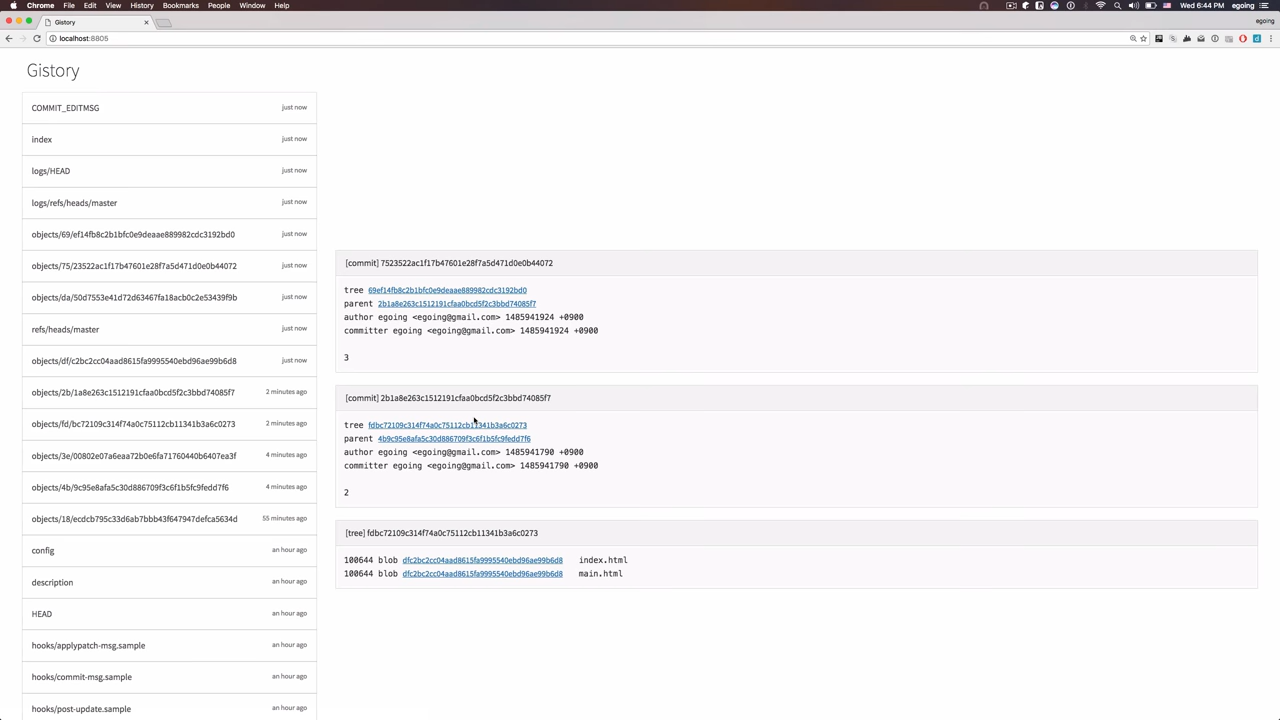 Chrome File Edit View History Bookmarks People Window Help
Wed 6:44 PM egoing
Gistory
egoing
localhost:8805
Gistory
COMMIT_EDITMSG just now
index just now
logs/HEAD just now
logs/refs/heads/master just now
objects/69/ef14fb8c2b1bfc0e9deaae889982cdc3192bd0 just now
objects/75/23522ac1f17b47601e28f7a5d471d0e0b44072 just now
objects/da/50d7553e41d72d63467fa18acb0c2e53439f9b just now
refs/heads/master just now
objects/df/c2bc2cc04aad8615fa9995540ebd96ae99b6d8 just now
objects/2b/1a8e263c1512191cfaa0bcd5f2c3bbd74085f7 2 minutes ago
objects/fd/bc72109c314f74a0c75112cb11341b3a6c0273 2 minutes ago
objects/3e/00802e07a6eaa72b0e6fa71760440b6407ea3f 4 minutes ago
objects/4b/9c95e8afa5c30d886709f3c6f1b5fc9fedd7f6 4 minutes ago
objects/18/ecdcb795c33d6ab7bbb43f647947defca5634d 55 minutes ago
config an hour ago
description an hour ago
HEAD an hour ago
hooks/applypatch-msg.sample an hour ago
hooks/commit-msg.sample an hour ago
hooks/post-update.sample an hour ago
[commit] 7523522ac1f17b47601e28f7a5d471d0e0b44072
tree 69ef14fb8c2b1bfc0e9deaae889982cdc3192bd0
parent 2b1a8e263c1512191cfaa0bcd5f2c3bbd74085f7
author egoing <egoing@gmail.com> 1485941924 +0900
committer egoing <egoing@gmail.com> 1485941924 +0900
3
[commit] 2b1a8e263c1512191cfaa0bcd5f2c3bbd74085f7
tree fdbc72109c314f74a0c75112cb11341b3a6c0273
parent 4b9c95e8afa5c30d886709f3c6f1b5fc9fedd7f6
author egoing <egoing@gmail.com> 1485941790 +0900
committer egoing <egoing@gmail.com> 1485941790 +0900
2
[tree] fdbc72109c314f74a0c75112cb11341b3a6c0273
100644 blob dfc2bc2cc04aad8615fa9995540ebd96ae99b6d8 index.html
100644 blob dfc2bc2cc04aad8615fa9995540ebd96ae99b6d8 main.html